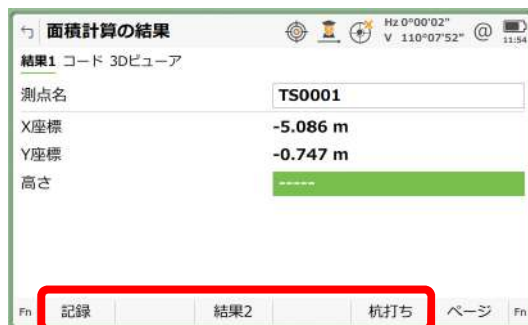 面積計算の結果
Hz 0°00'02"
V 110°07'52"
@
11:54
結果1 コード 3Dビューア
測点名 TS0001
X座標 -5.086 m
Y座標 -0.747 m
高さ -----
Fn 記録 結果2 杭打ち ページ Fn